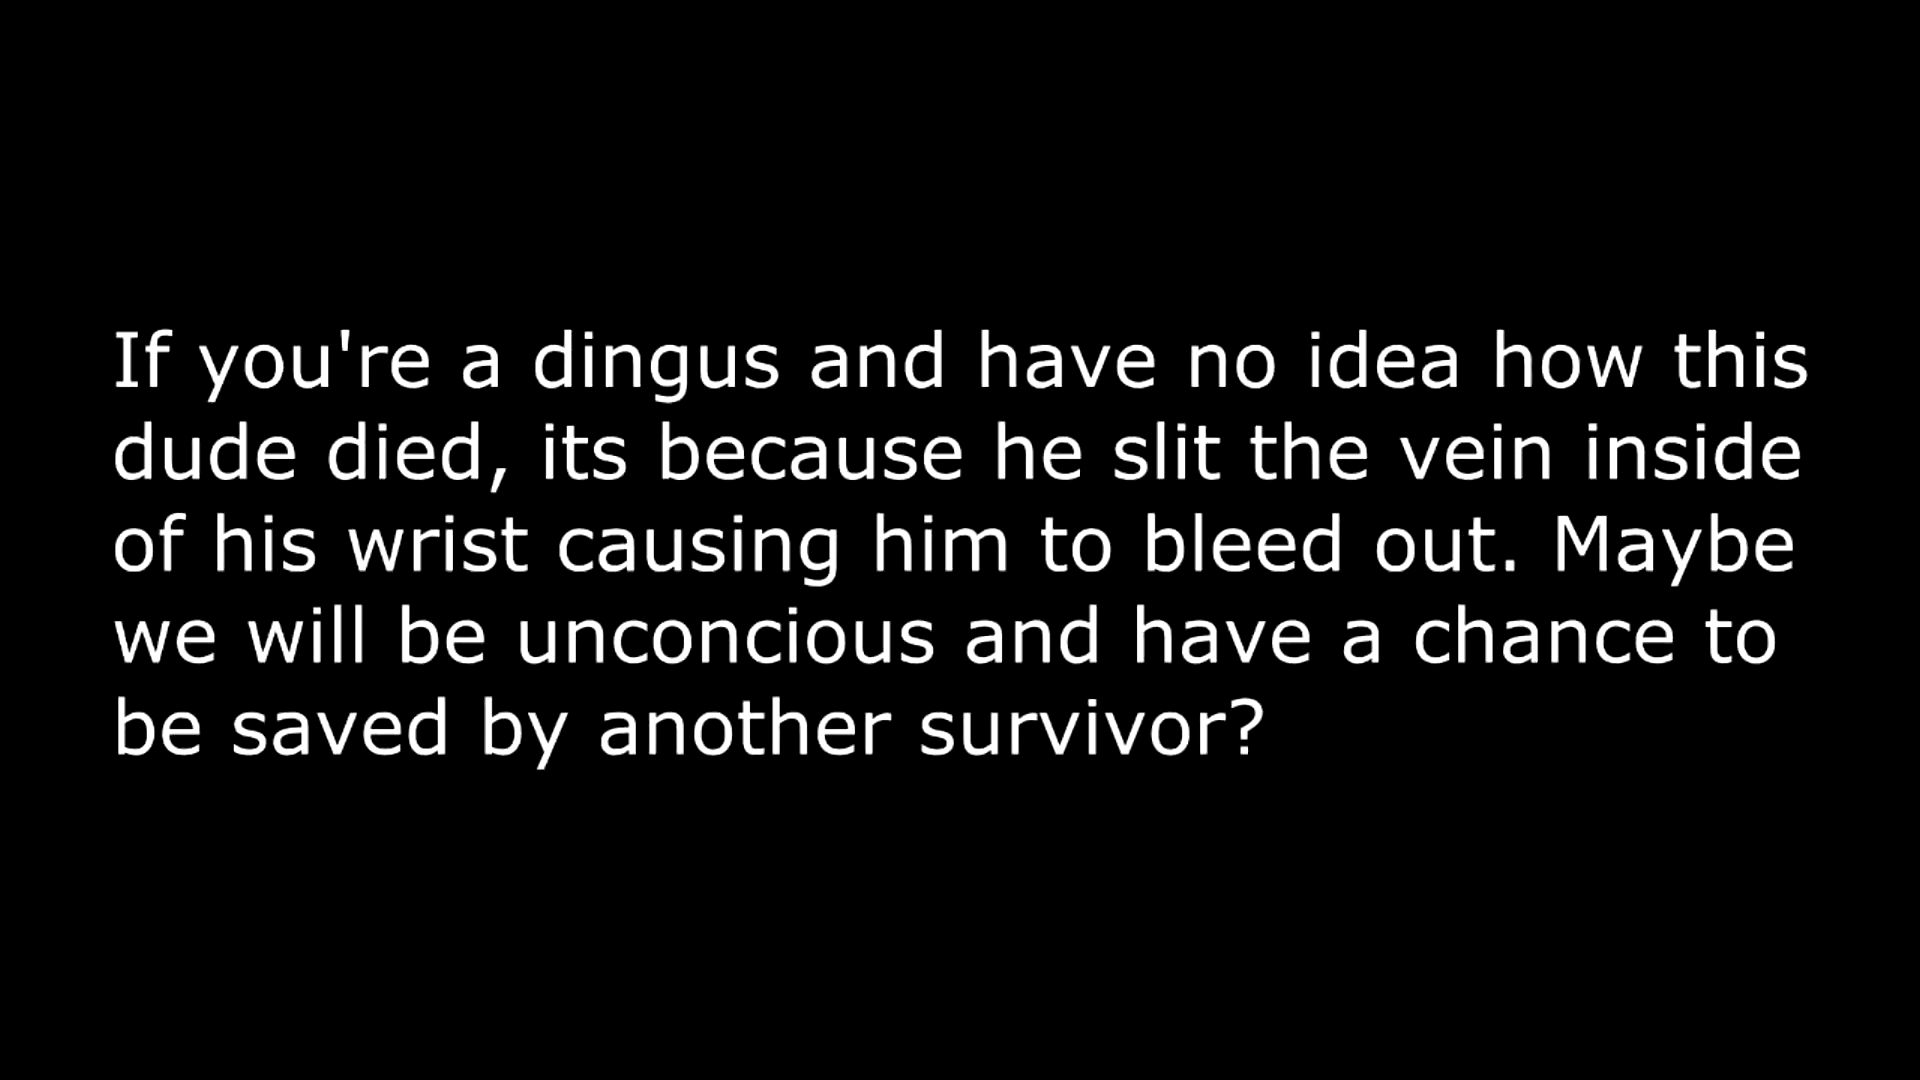 If you're a dingus and have no idea how this
dude died, its because he slit the vein inside
of his wrist causing him to bleed out. Maybe
we will be unconcious and have a chance to
be saved by another survivor?